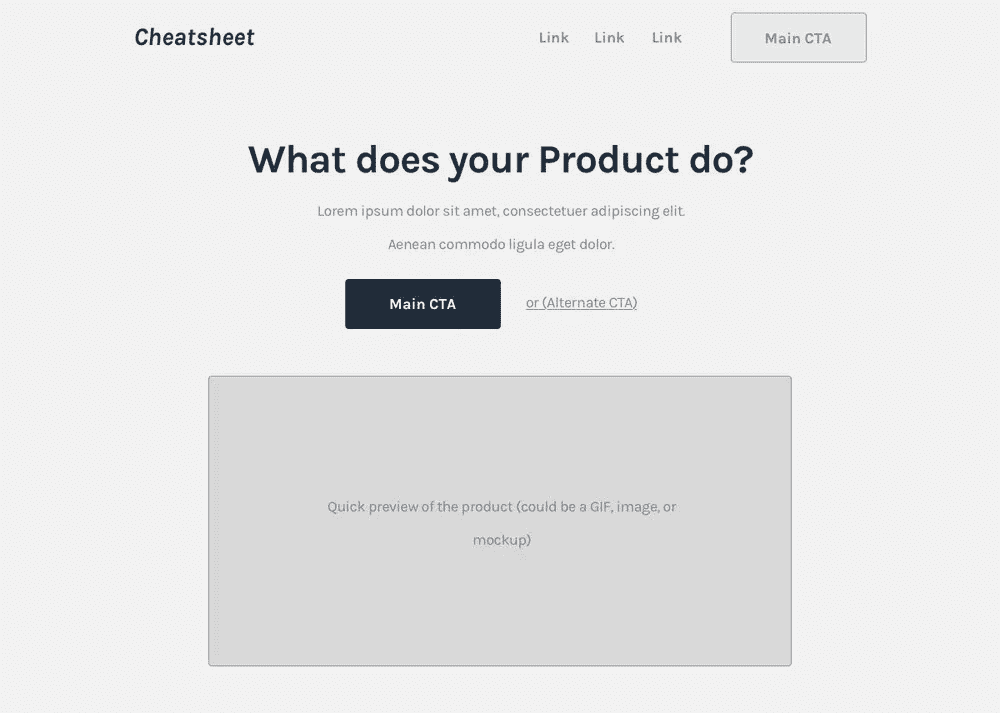 Cheatsheet
Link Link Link Main CTA
What does your Product do?
Lorem ipsum dolor sit amet, consectetuer adipiscing elit.
Aenean commodo ligula eget dolor.
Main CTA or (Alternate CTA)
Quick preview of the product (could be a GIF, image, or
mockup)